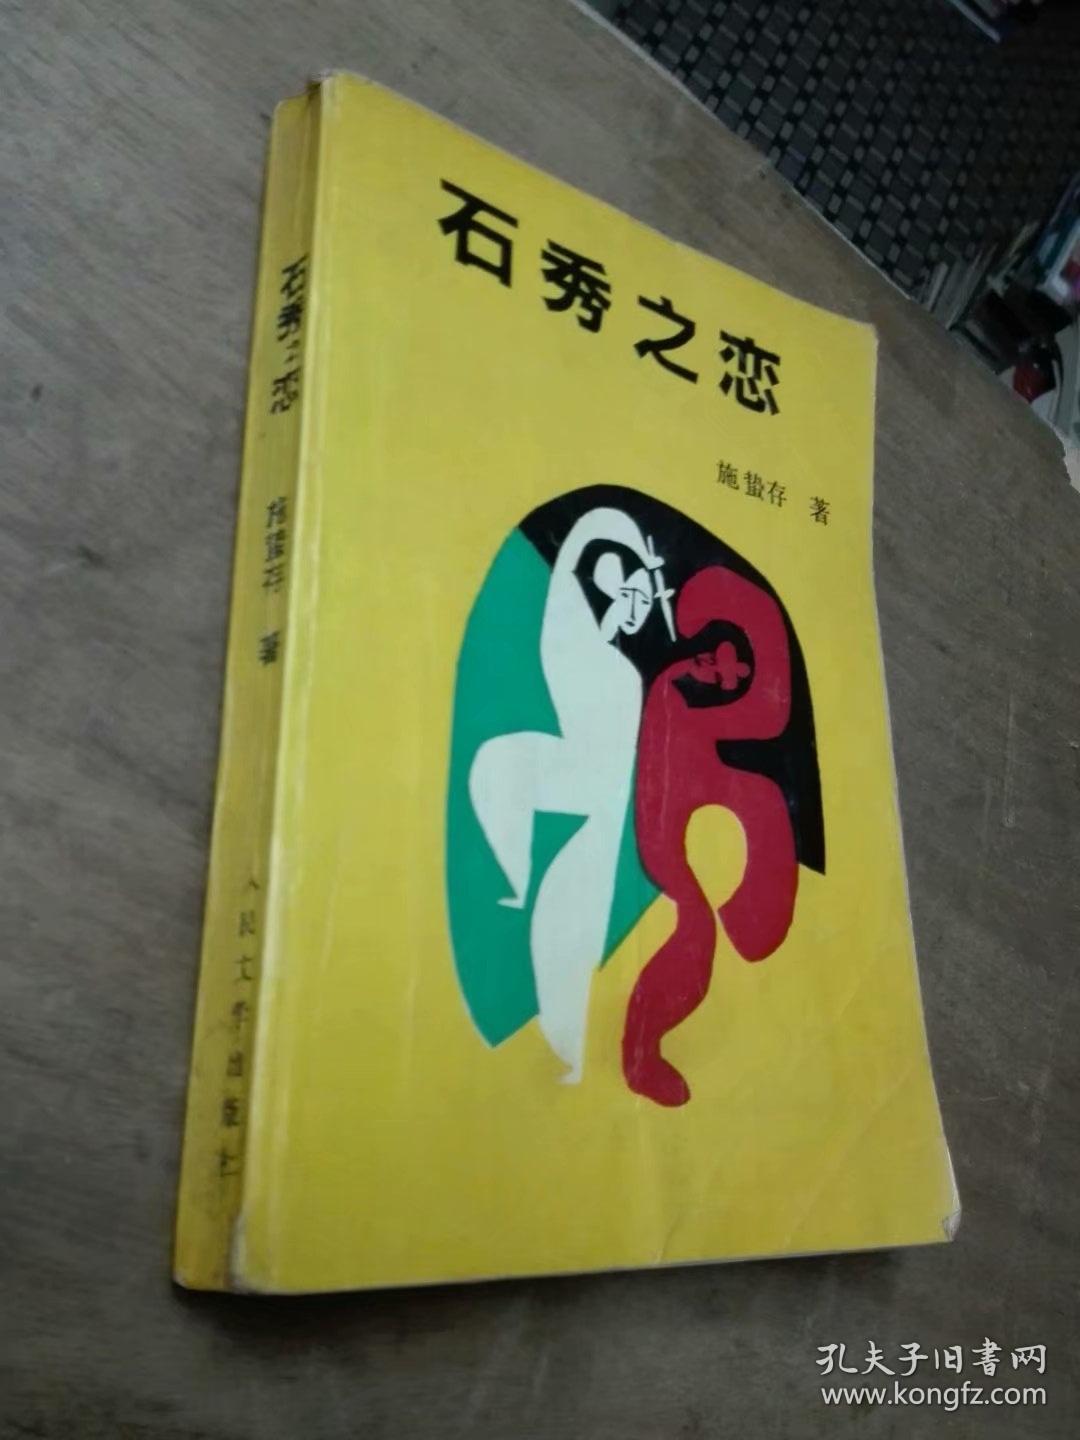 石秀之恋
施蛰存 著
石秀之恋 施蛰存 著
人民文学出版社
孔夫子旧书网
www.kongfz.com